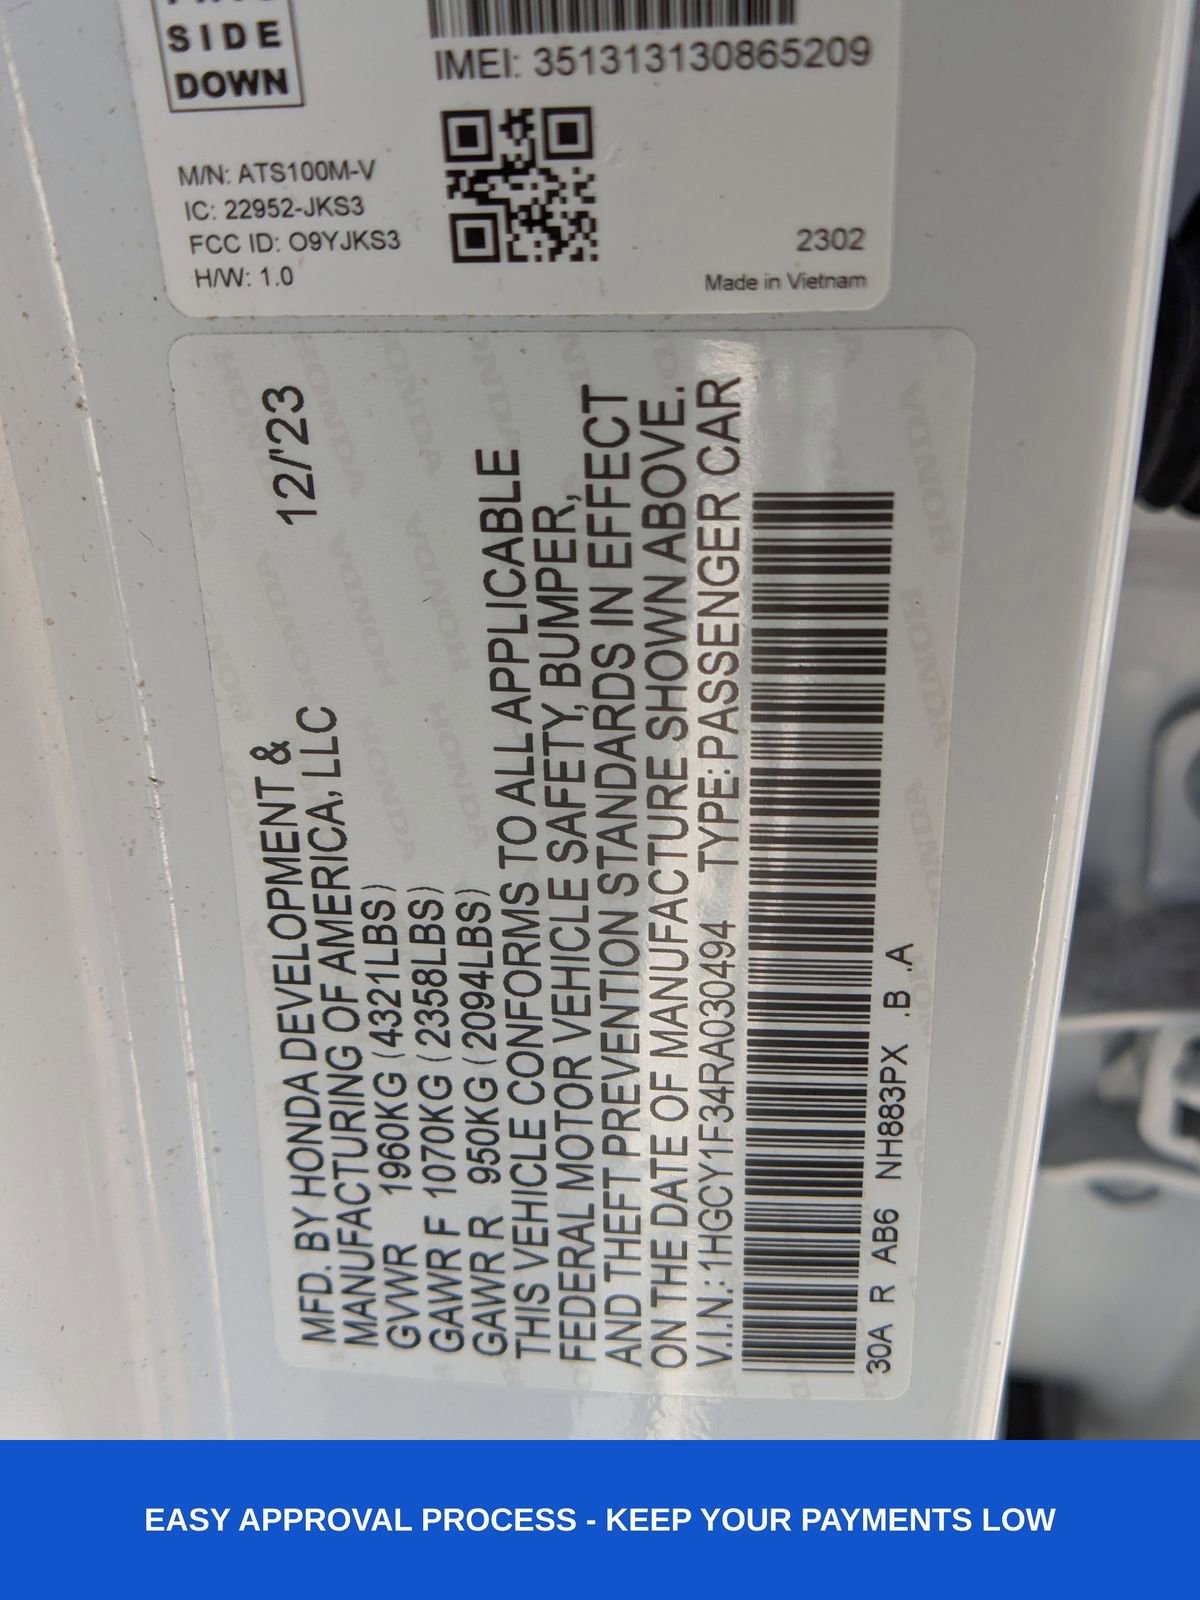 SIDE
DOWN
IMEI: 351313130865209
M/N: ATS100M-V
IC: 22952-JKS3
FCC ID: O9YJKS3
H/W: 1.0
2302
Made in Vietnam
MFD. BY HONDA DEVELOPMENT & 12/'23
MANUFACTURING OF AMERICA, LLC
GVWR 1960KG (4321LBS)
GAWR F 1070KG (2358LBS)
GAWR R 950KG (2094LBS)
THIS VEHICLE CONFORMS TO ALL APPLICABLE
FEDERAL MOTOR VEHICLE SAFETY, BUMPER,
AND THEFT PREVENTION STANDARDS IN EFFECT
ON THE DATE OF MANUFACTURE SHOWN ABOVE.
V.I.N.: 1HGCY1F34RA030494 TYPE: PASSENGER CAR
30A R AB6 NH883PX .B .A
EASY APPROVAL PROCESS - KEEP YOUR PAYMENTS LOW